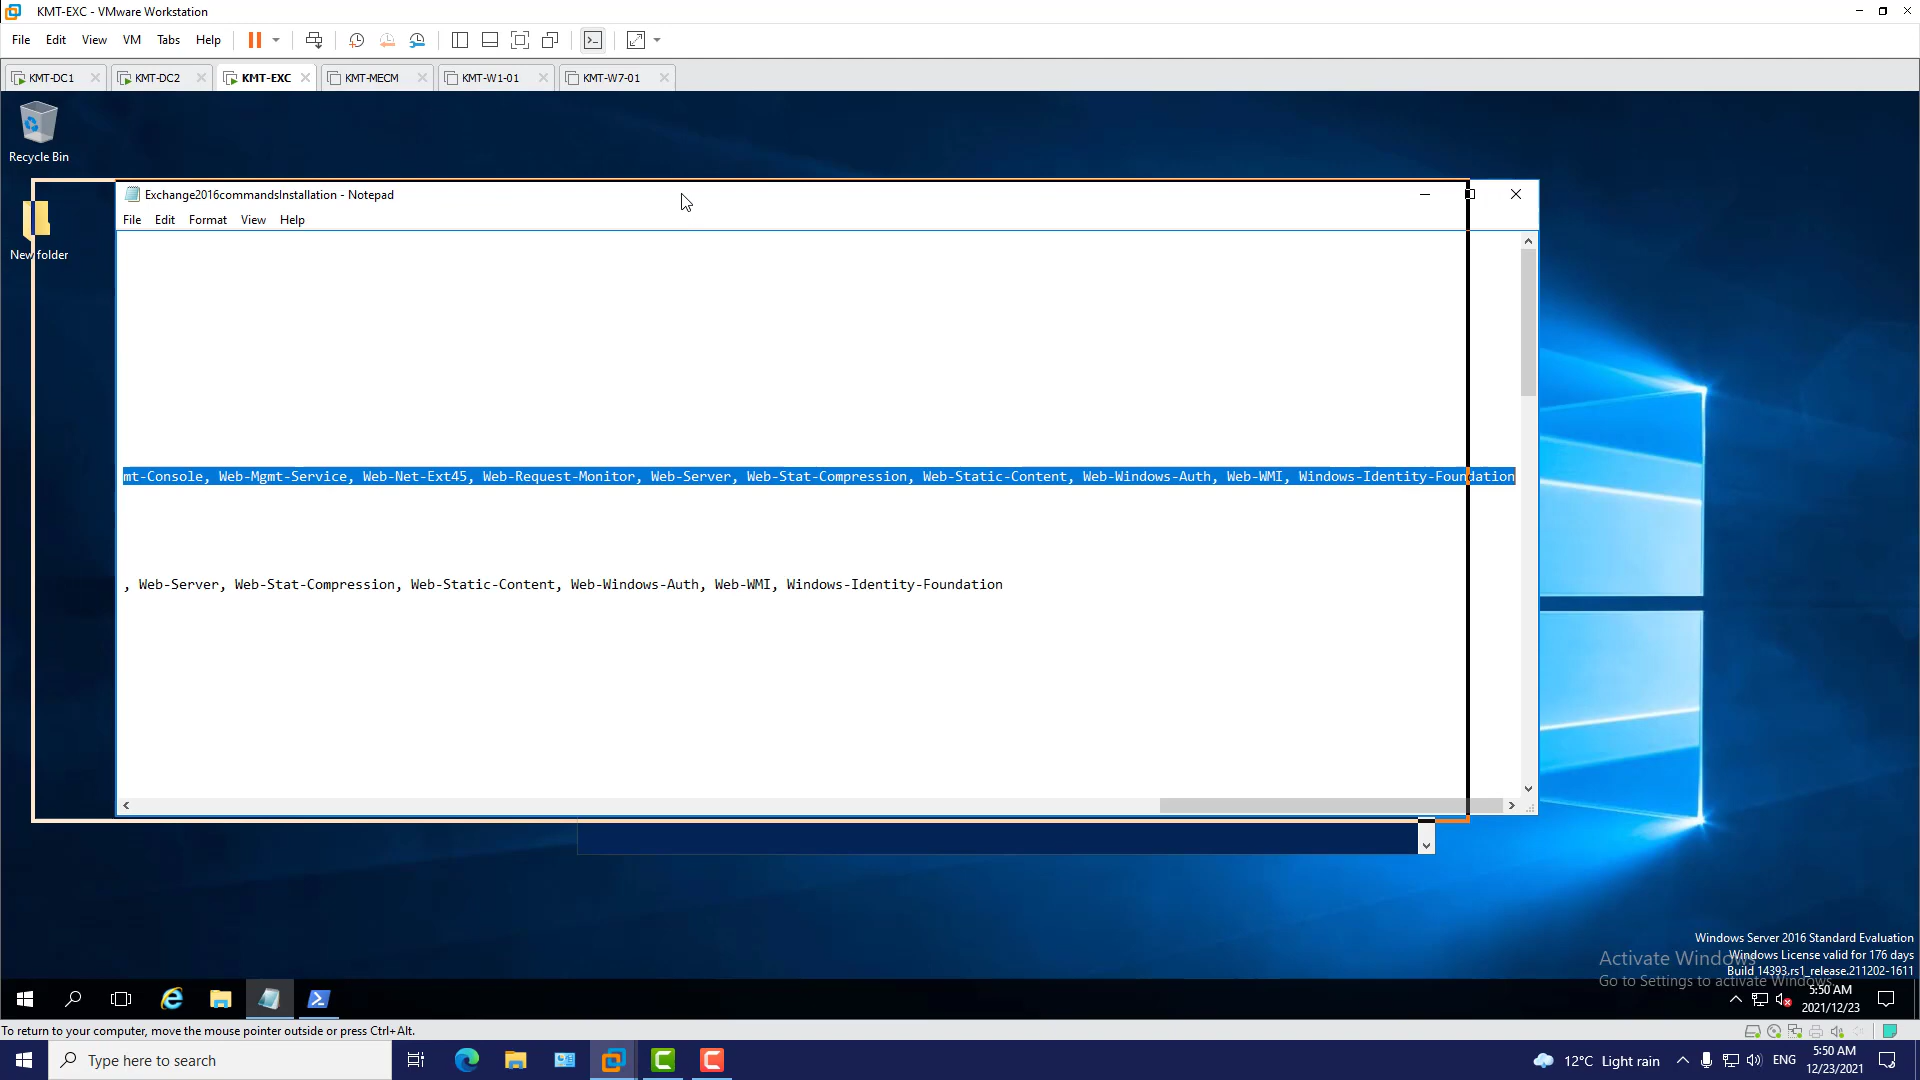 KMT-EXC - VMware Workstation
File Edit View VM Tabs Help
KMT-DC1 KMT-DC2 KMT-EXC KMT-MECM KMT-W1-01 KMT-W7-01
Recycle Bin
Exchange2016commandsInstallation - Notepad
File Edit Format View Help
New folder
mt-Console, Web-Mgmt-Service, Web-Net-Ext45, Web-Request-Monitor, Web-Server, Web-Stat-Compression, Web-Static-Content, Web-Windows-Auth, Web-WMI, Windows-Identity-Foundation
, Web-Server, Web-Stat-Compression, Web-Static-Content, Web-Windows-Auth, Web-WMI, Windows-Identity-Foundation
Windows Server 2016 Standard Evaluation
Activate Windows
Windows License valid for 176 days
Build 14393.rs1_release.211202-1611
Go to Settings to activate Windows.
5:50 AM
2021/12/23
To return to your computer, move the mouse pointer outside or press Ctrl+Alt.
Type here to search
12°C Light rain
ENG
5:50 AM
12/23/2021